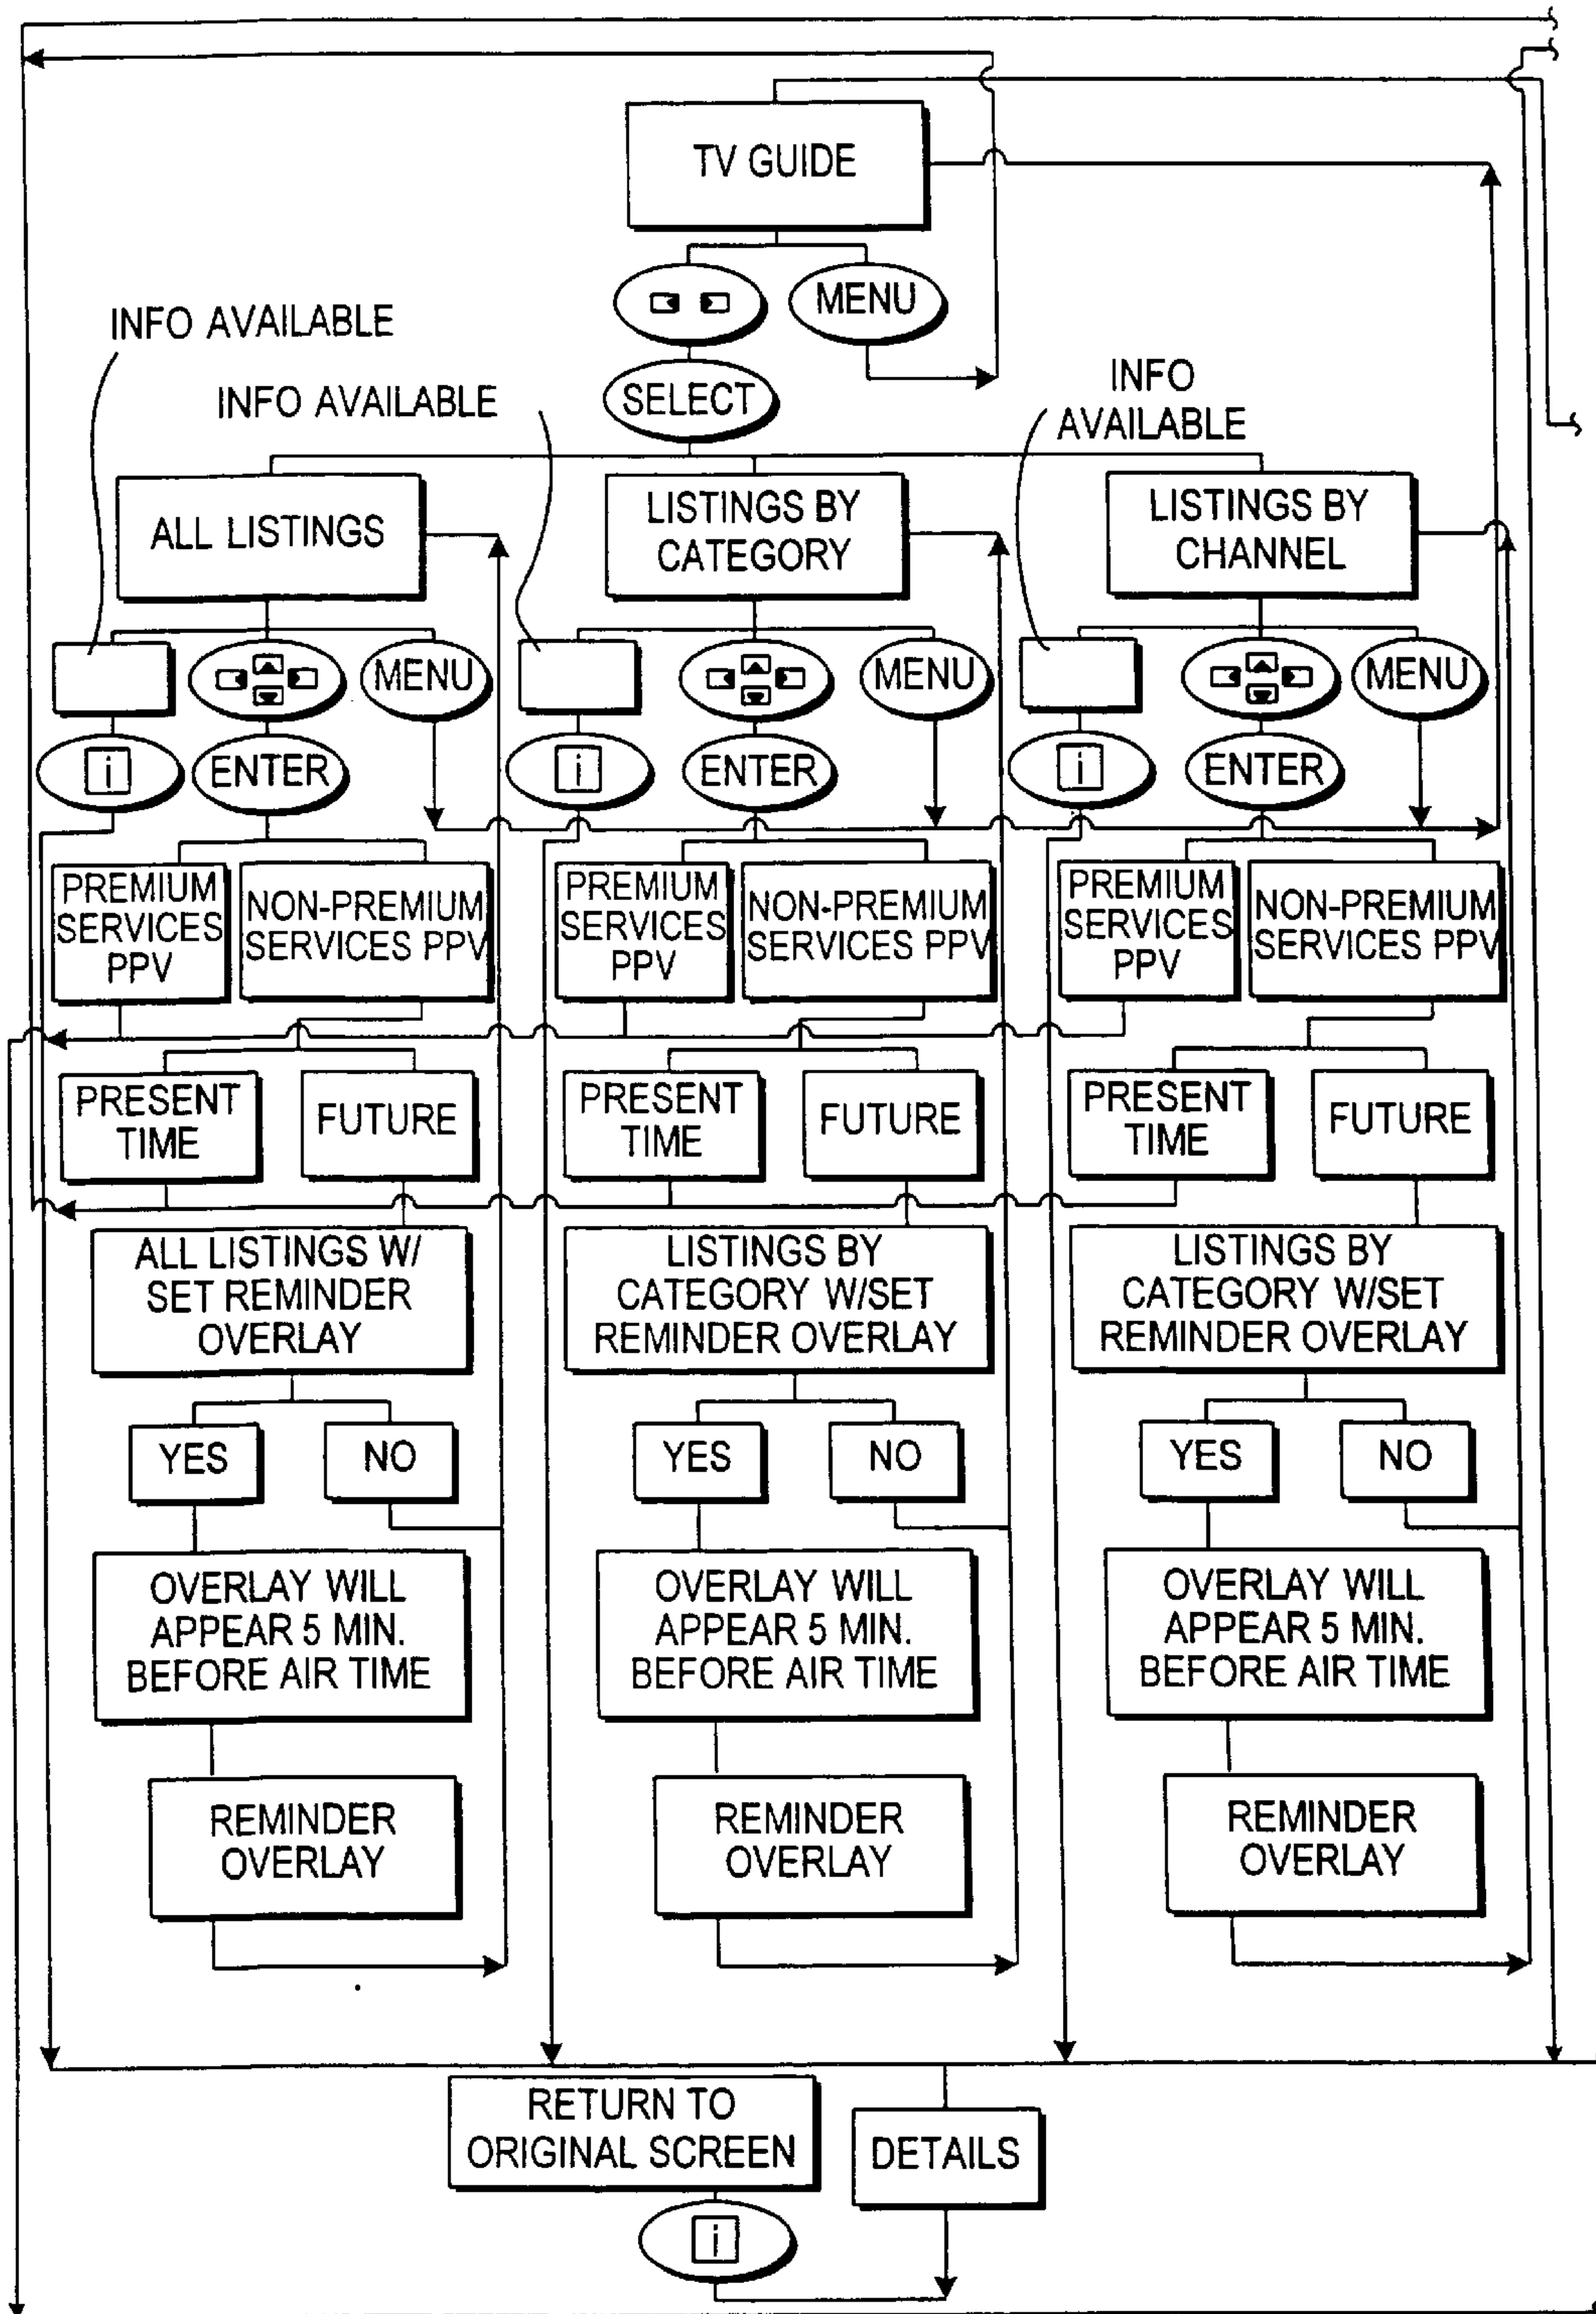 TV GUIDE
MENU
SELECT
INFO AVAILABLE
INFO AVAILABLE
INFO
AVAILABLE
ALL LISTINGS
LISTINGS BY
CATEGORY
LISTINGS BY
CHANNEL
MENU
MENU
MENU
i
ENTER
i
ENTER
i
ENTER
PREMIUM
SERVICES
PPV
NON-PREMIUM
SERVICES PPV
PREMIUM
SERVICES
PPV
NON-PREMIUM
SERVICES PPV
PREMIUM
SERVICES
PPV
NON-PREMIUM
SERVICES PPV
PRESENT
TIME
FUTURE
PRESENT
TIME
FUTURE
PRESENT
TIME
FUTURE
ALL LISTINGS W/
SET REMINDER
OVERLAY
LISTINGS BY
CATEGORY W/SET
REMINDER OVERLAY
LISTINGS BY
CATEGORY W/SET
REMINDER OVERLAY
YES
NO
YES
NO
YES
NO
OVERLAY WILL
APPEAR 5 MIN.
BEFORE AIR TIME
OVERLAY WILL
APPEAR 5 MIN.
BEFORE AIR TIME
OVERLAY WILL
APPEAR 5 MIN.
BEFORE AIR TIME
REMINDER
OVERLAY
REMINDER
OVERLAY
REMINDER
OVERLAY
RETURN TO
ORIGINAL SCREEN
DETAILS
i